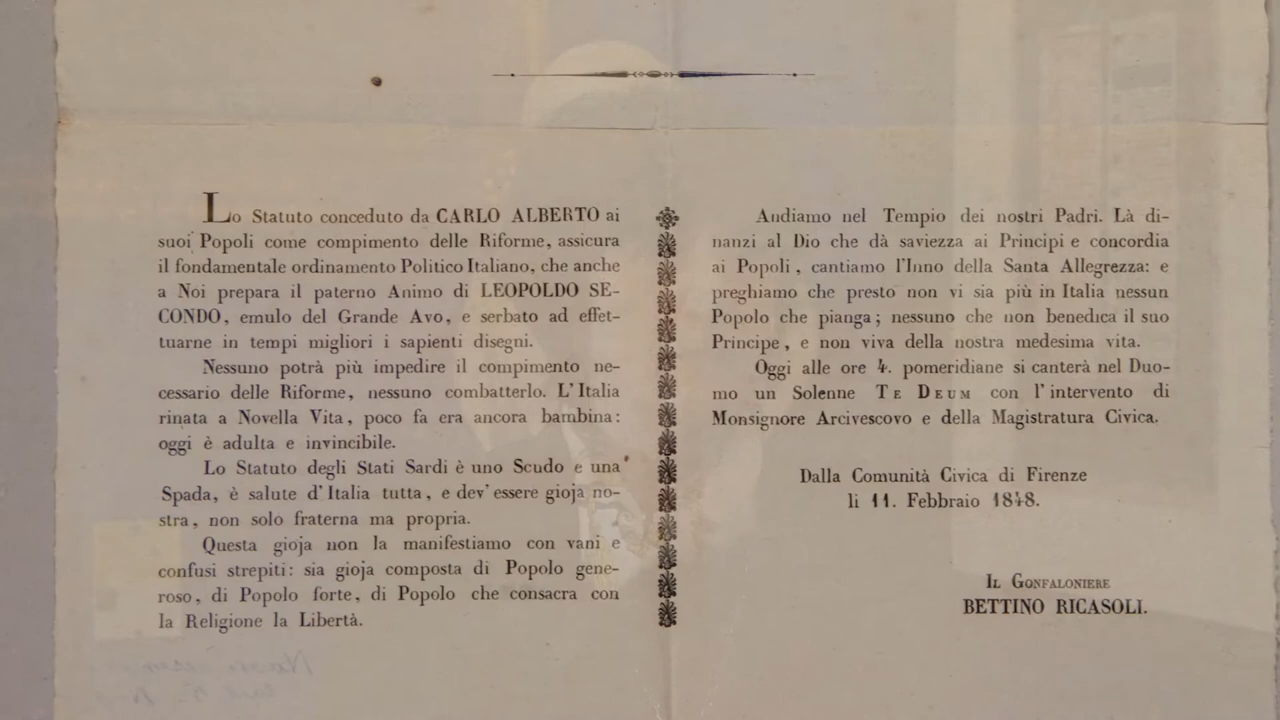 Lo Statuto conceduto da CARLO ALBERTO ai
suoi Popoli come compimento delle Riforme, assicura
il fondamentale ordinamento Politico Italiano, che anche
a Noi prepara il paterno Animo di LEOPOLDO SE-
CONDO, emulo del Grande Avo, e serbato ad effet-
tuarne in tempi migliori i sapienti disegni.
Nessuno potrà più impedire il compimento ne-
cessario delle Riforme, nessuno combatterlo. L'Italia
rinata a Novella Vita, poco fa era ancora bambina:
oggi è adulta e invincibile.
Lo Statuto degli Stati Sardi è uno Scudo e una
Spada, è salute d'Italia tutta, e dev'essere gioja no-
stra, non solo fraterna ma propria.
Questa gioja non la manifestiamo con vani e
confusi strepiti: sia gioja composta di Popolo gene-
roso, di Popolo forte, di Popolo che consacra con
la Religione la Libertà.
Andiamo nel Tempio dei nostri Padri. Là di-
nanzi al Dio che dà saviezza ai Principi e concordia
ai Popoli, cantiamo l'Inno della Santa Allegrezza: e
preghiamo che presto non vi sia più in Italia nessun
Popolo che pianga; nessuno che non benedica il suo
Principe, e non viva della nostra medesima vita.
Oggi alle ore 4. pomeridiane si canterà nel Duo-
mo un Solenne TE DEUM con l'intervento di
Monsignore Arcivescovo e della Magistratura Civica.
Dalla Comunità Civica di Firenze
li 11. Febbraio 1848.
IL GONFALONIERE
BETTINO RICASOLI.